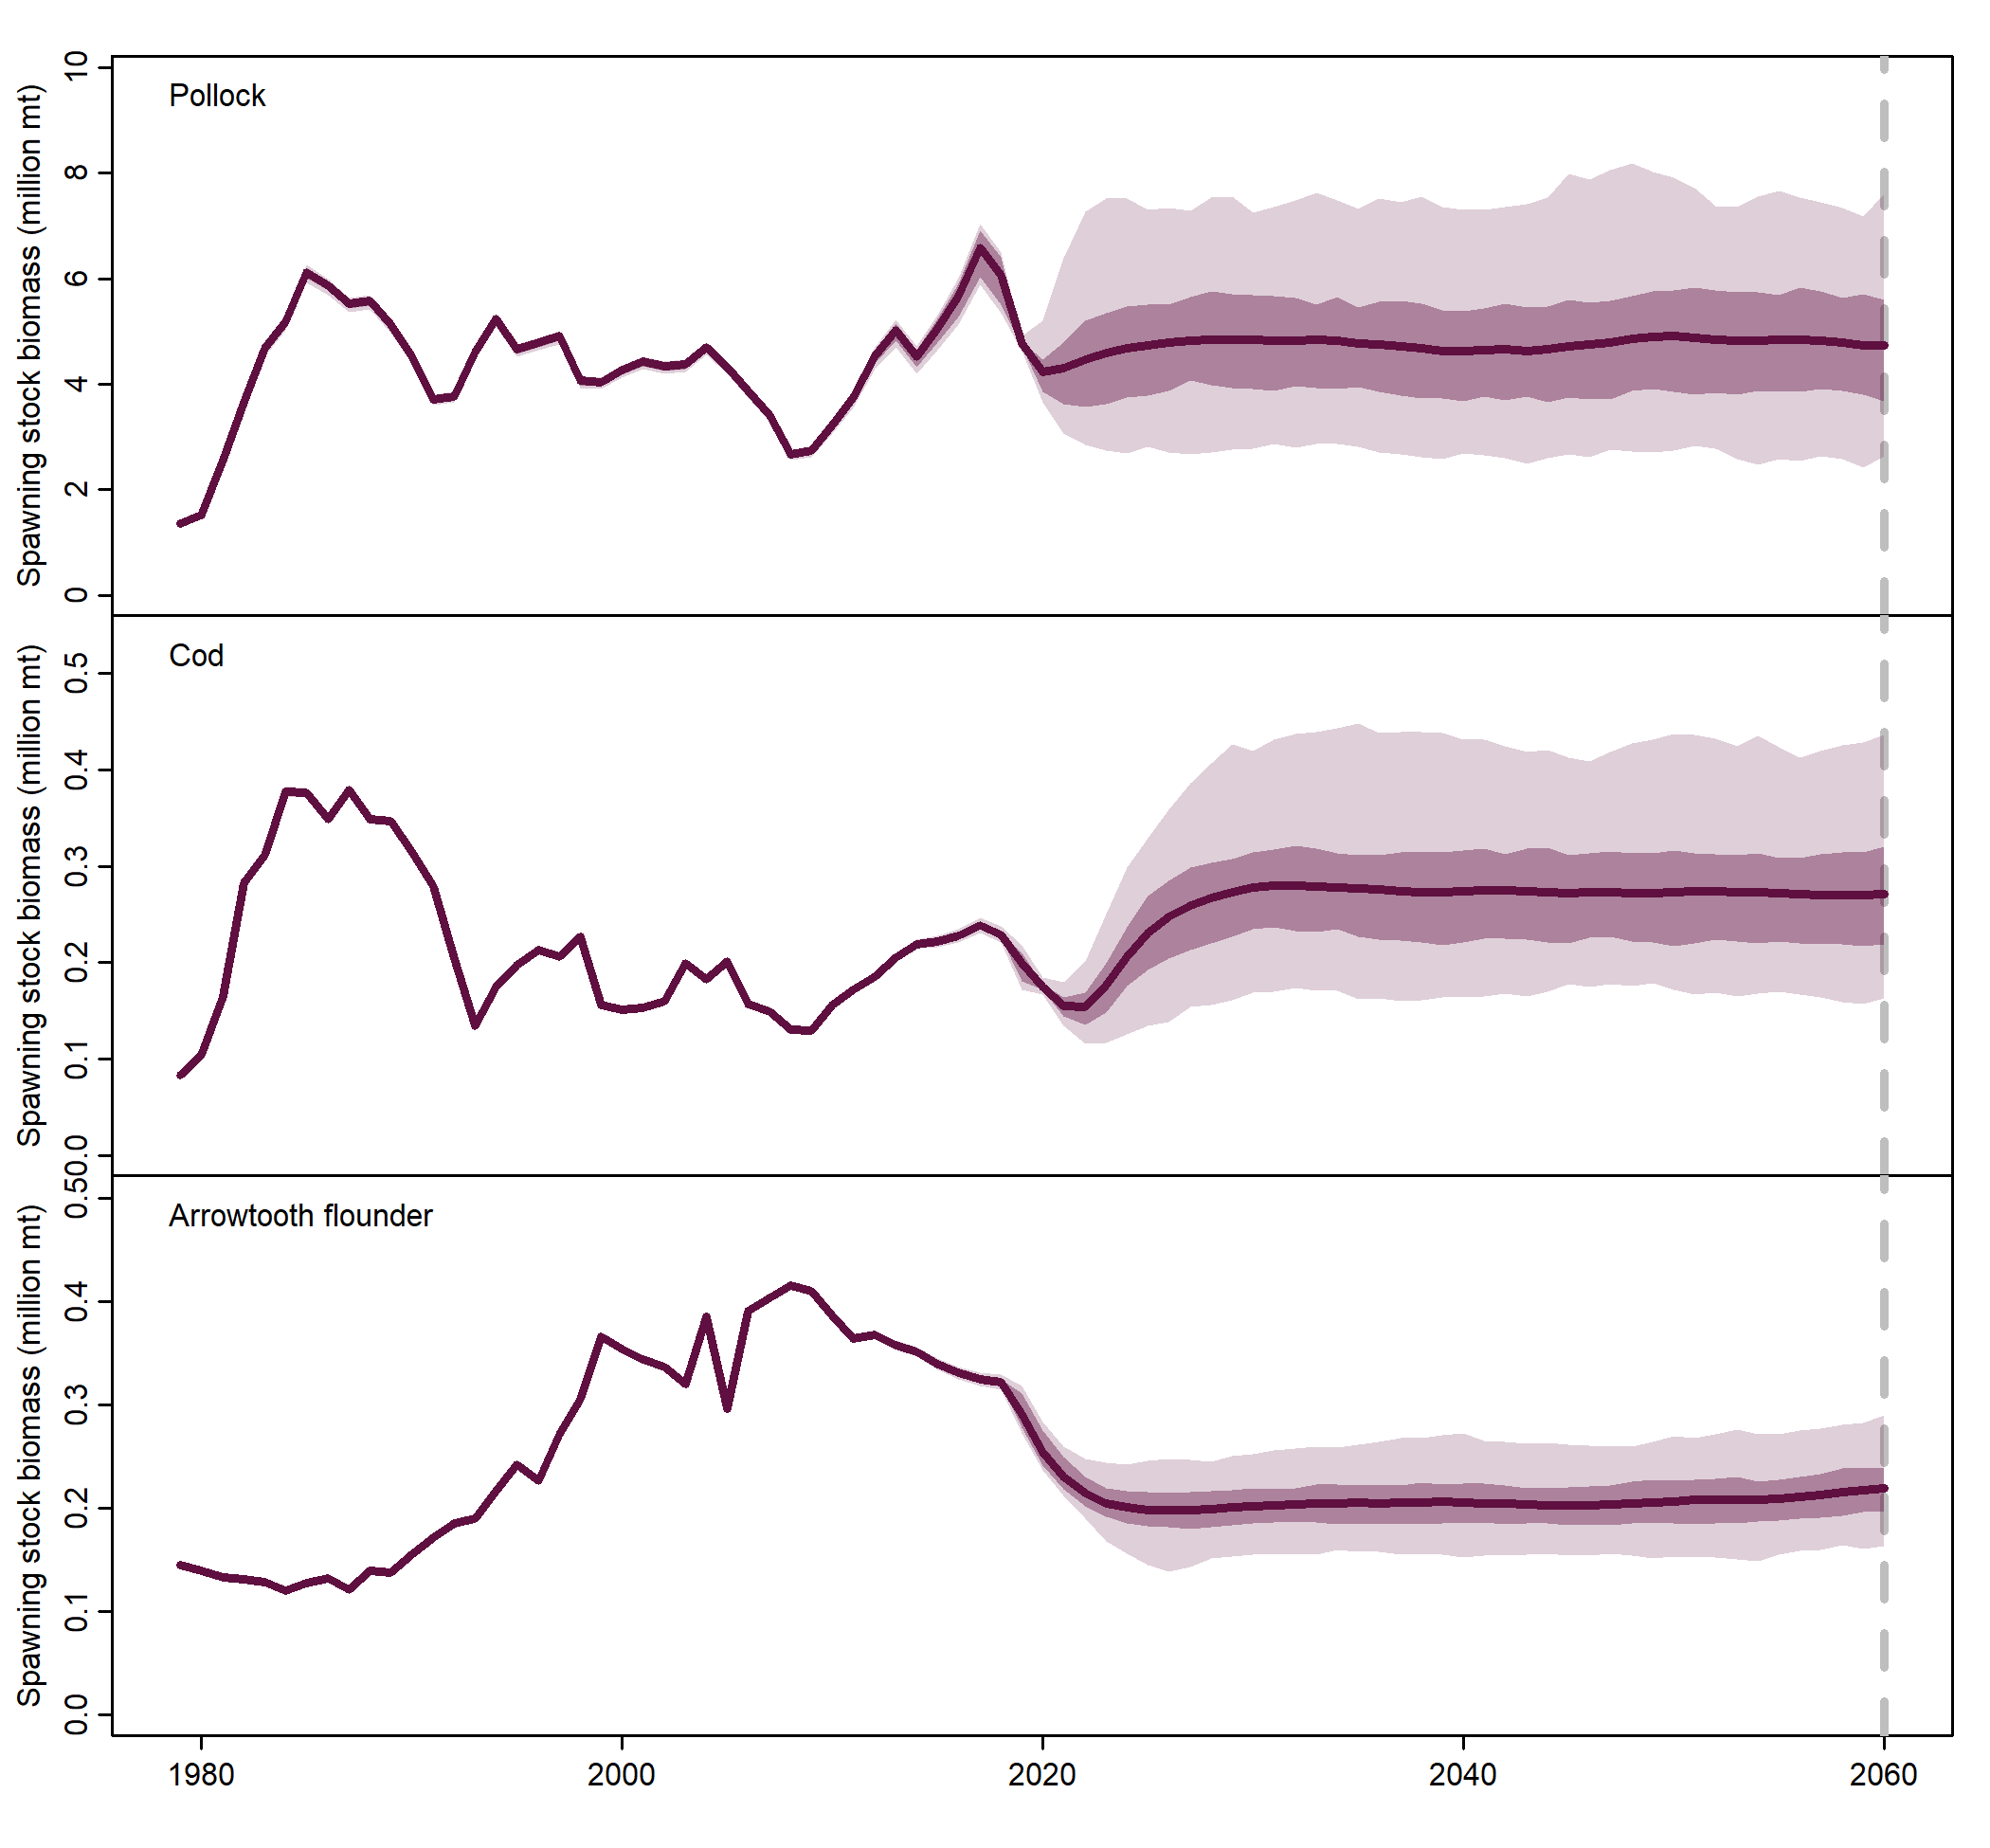 Pollock
Spawning stock biomass (million mt)
10
8
6
4
2
0
Cod
Spawning stock biomass (million mt)
0.5
0.4
0.3
0.2
0.1
0.0
Arrowtooth flounder
Spawning stock biomass (million mt)
0.5
0.4
0.3
0.2
0.1
0.0
1980 2000 2020 2040 2060